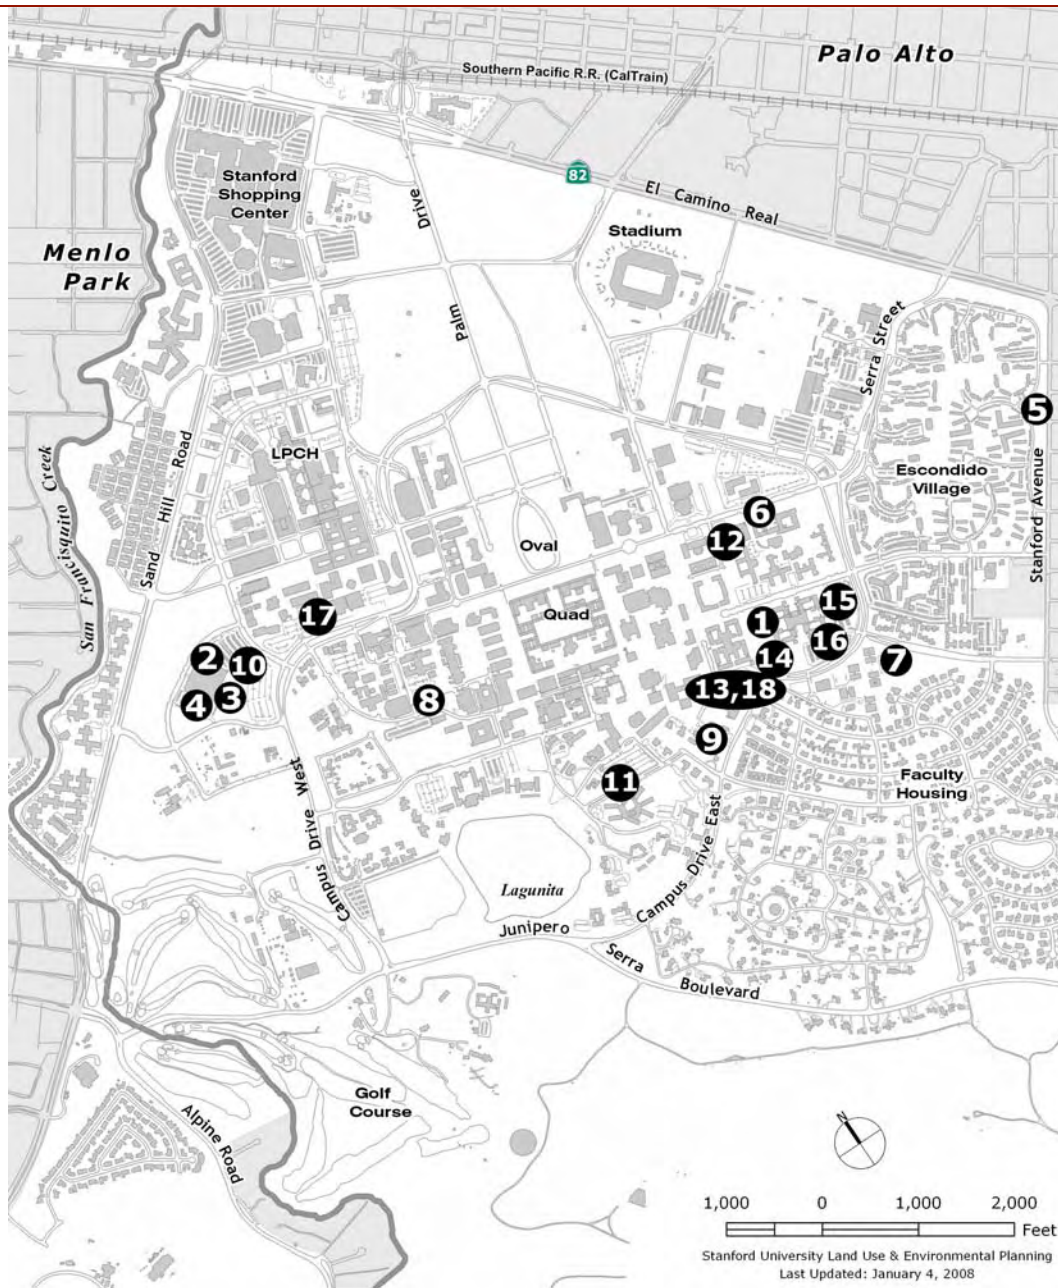 Palo Alto
Southern Pacific R.R. (CalTrain)
82
El Camino Real
Stanford
Shopping
Center
Drive
Palm
Stadium
Menlo
Park
Serra Street
5
LPCH
Escondido
Village
Stanford Avenue
San Francisquito Creek
Sand Hill Road
6
12
Oval
Quad
17
15
1
16
14
7
2
10
3
4
8
13,18
9
11
Faculty
Housing
Campus Drive West
Campus Drive East
Lagunita
Junipero
Serra
Boulevard
Golf
Course
Alpine Road
N
1,000 0 1,000 2,000
Feet
Stanford University Land Use & Environmental Planning
Last Updated: January 4, 2008